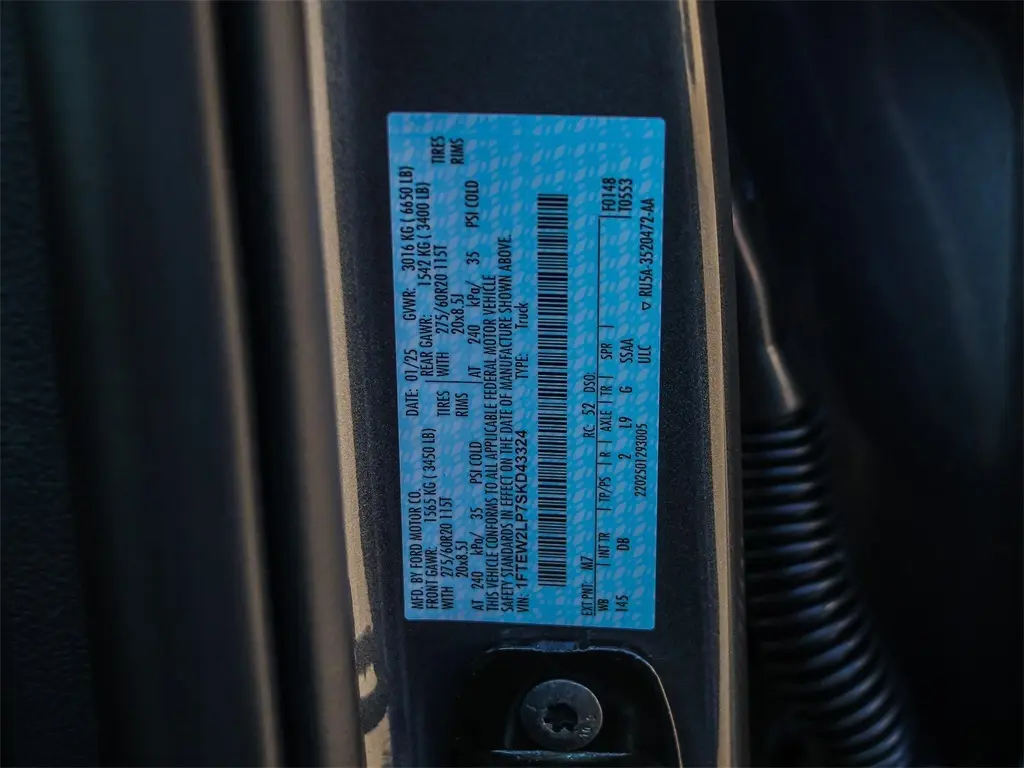 MFD. BY FORD MOTOR CO. DATE: 01/25 GVWR: 3016 KG ( 6650 LB)
FRONT GAWR: 1565 KG ( 3450 LB) REAR GAWR: 1542 KG ( 3400 LB)
WITH 275/60R20 115T TIRES WITH 275/60R20 115T TIRES
20x8.5J RIMS 20x8.5J RIMS
AT 240 kPa/ 35 PSI COLD AT 240 kPa/ 35 PSI COLD
THIS VEHICLE CONFORMS TO ALL APPLICABLE FEDERAL MOTOR VEHICLE
SAFETY STANDARDS IN EFFECT ON THE DATE OF MANUFACTURE SHOWN ABOVE.
VIN: 1FTEW2LP7SKD43324 TYPE: Truck
EXT PNT: M7 RC: 52 DSO: F0148
WB INT TR TP/PS R AXLE TR SPR T0553
145 DB 2 19 G SSAA
2202501293005 ULC ▽ RU5A-3520472-AA